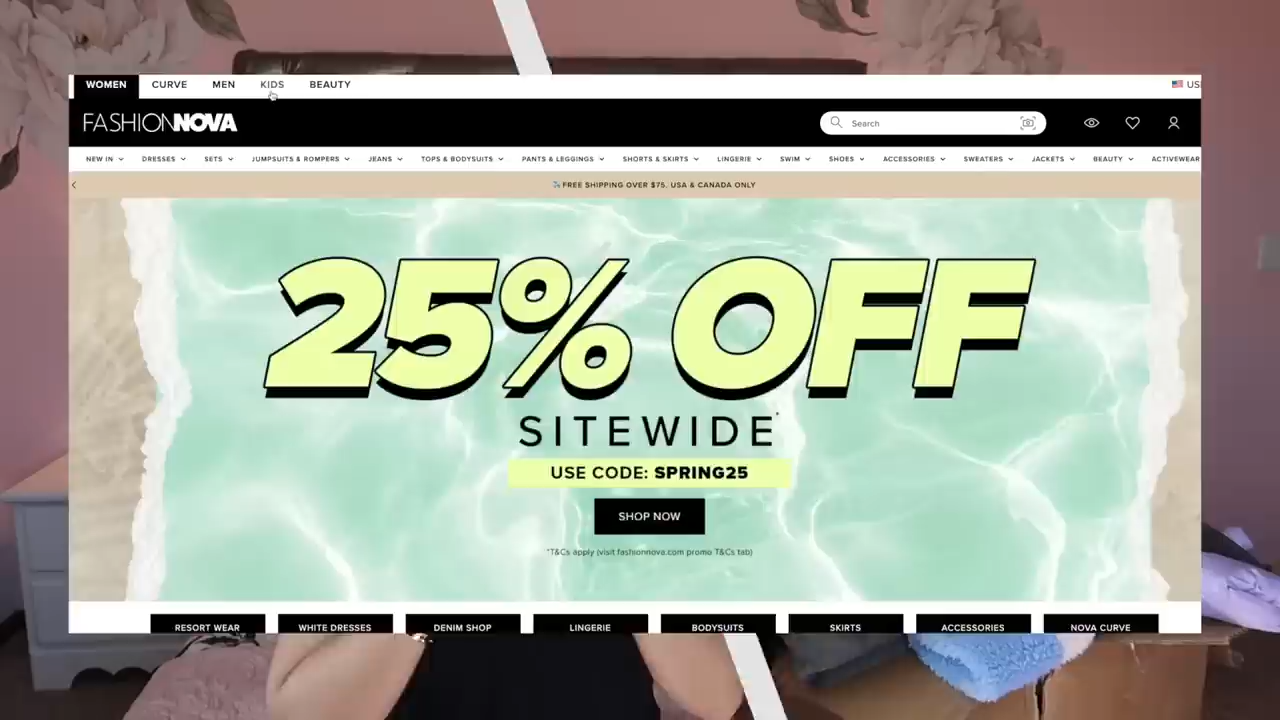 WOMEN CURVE MEN KIDS BEAUTY
FASHIONNOVA Search
NEW IN DRESSES SETS JUMPSUITS & ROMPERS JEANS TOPS & BODYSUITS PANTS & LEGGINGS SHORTS & SKIRTS LINGERIE SWIM SHOES ACCESSORIES SWEATERS JACKETS BEAUTY ACTIVEWEAR
FREE SHIPPING OVER $75. USA & CANADA ONLY
25% OFF
SITEWIDE*
USE CODE: SPRING25
SHOP NOW
*T&Cs apply (visit fashionnova.com promo T&Cs tab)
RESORT WEAR WHITE DRESSES DENIM SHOP LINGERIE BODYSUITS SKIRTS ACCESSORIES NOVA CURVE